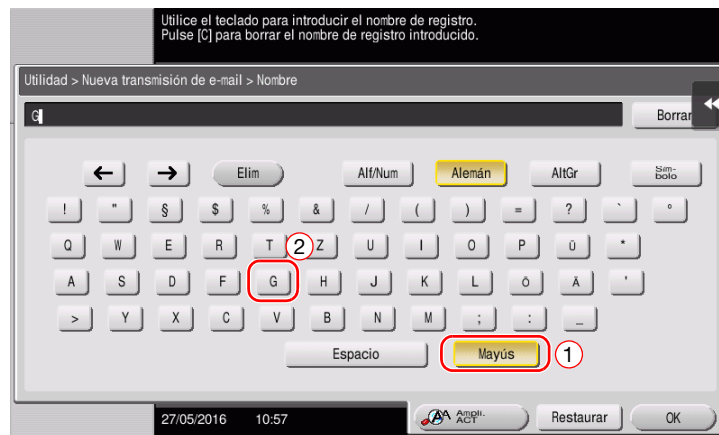 Utilice el teclado para introducir el nombre de registro.
Pulse [C] para borrar el nombre de registro introducido.
Utilidad > Nueva transmisión de e-mail > Nombre
G
Borrar
← → Elim Alf/Num Alemán AltGr Sím-
bolo
! " § $ % & / ( ) = ? ` °
Q W E R T 2 Z U I O P Ü *
A S D F G H J K L Ö Ä '
> Y X C V B N M ; : _
Espacio Mayús 1
27/05/2016 10:57 Ampli.
ACT Restaurar OK